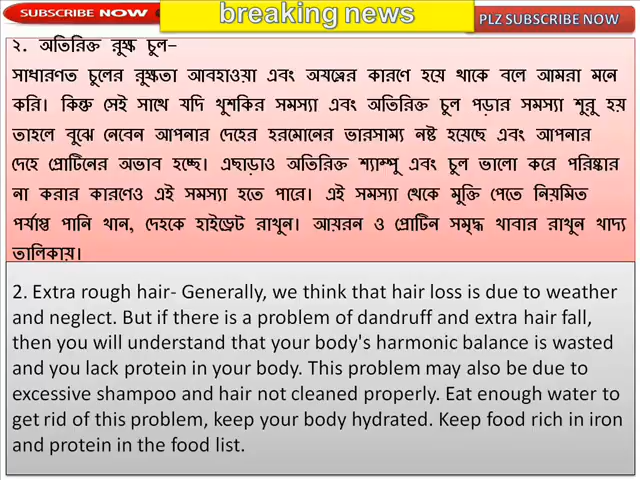 SUBSCRIBE NOW
breaking news
PLZ SUBSCRIBE NOW
২. অতিরিক্ত রুক্ষ চুল–
সাধারণত চুলের রুক্ষতা আবহাওয়া এবং অযত্নের কারণে হয়ে থাকে বলে আমরা মনে
করি। কিন্তু সেই সাথে যদি খুশকির সমস্যা এবং অতিরিক্ত চুল পড়ার সমস্যা শুরু হয়
তাহলে বুঝে নেবেন আপনার দেহের হরমোনের ভারসাম্য নষ্ট হয়েছে এবং আপনার
দেহে প্রোটিনের অভাব হচ্ছে। এছাড়াও অতিরিক্ত শ্যাম্পু এবং চুল ভালো করে পরিষ্কার
না করার কারণেও এই সমস্যা হতে পারে। এই সমস্যা থেকে মুক্তি পেতে নিয়মিত
পর্যাপ্ত পানি খান, দেহকে হাইড্রেট রাখুন। আয়রন ও প্রোটিন সমৃদ্ধ খাবার রাখুন খাদ্য
তালিকায়।
2. Extra rough hair- Generally, we think that hair loss is due to weather
and neglect. But if there is a problem of dandruff and extra hair fall,
then you will understand that your body's harmonic balance is wasted
and you lack protein in your body. This problem may also be due to
excessive shampoo and hair not cleaned properly. Eat enough water to
get rid of this problem, keep your body hydrated. Keep food rich in iron
and protein in the food list.